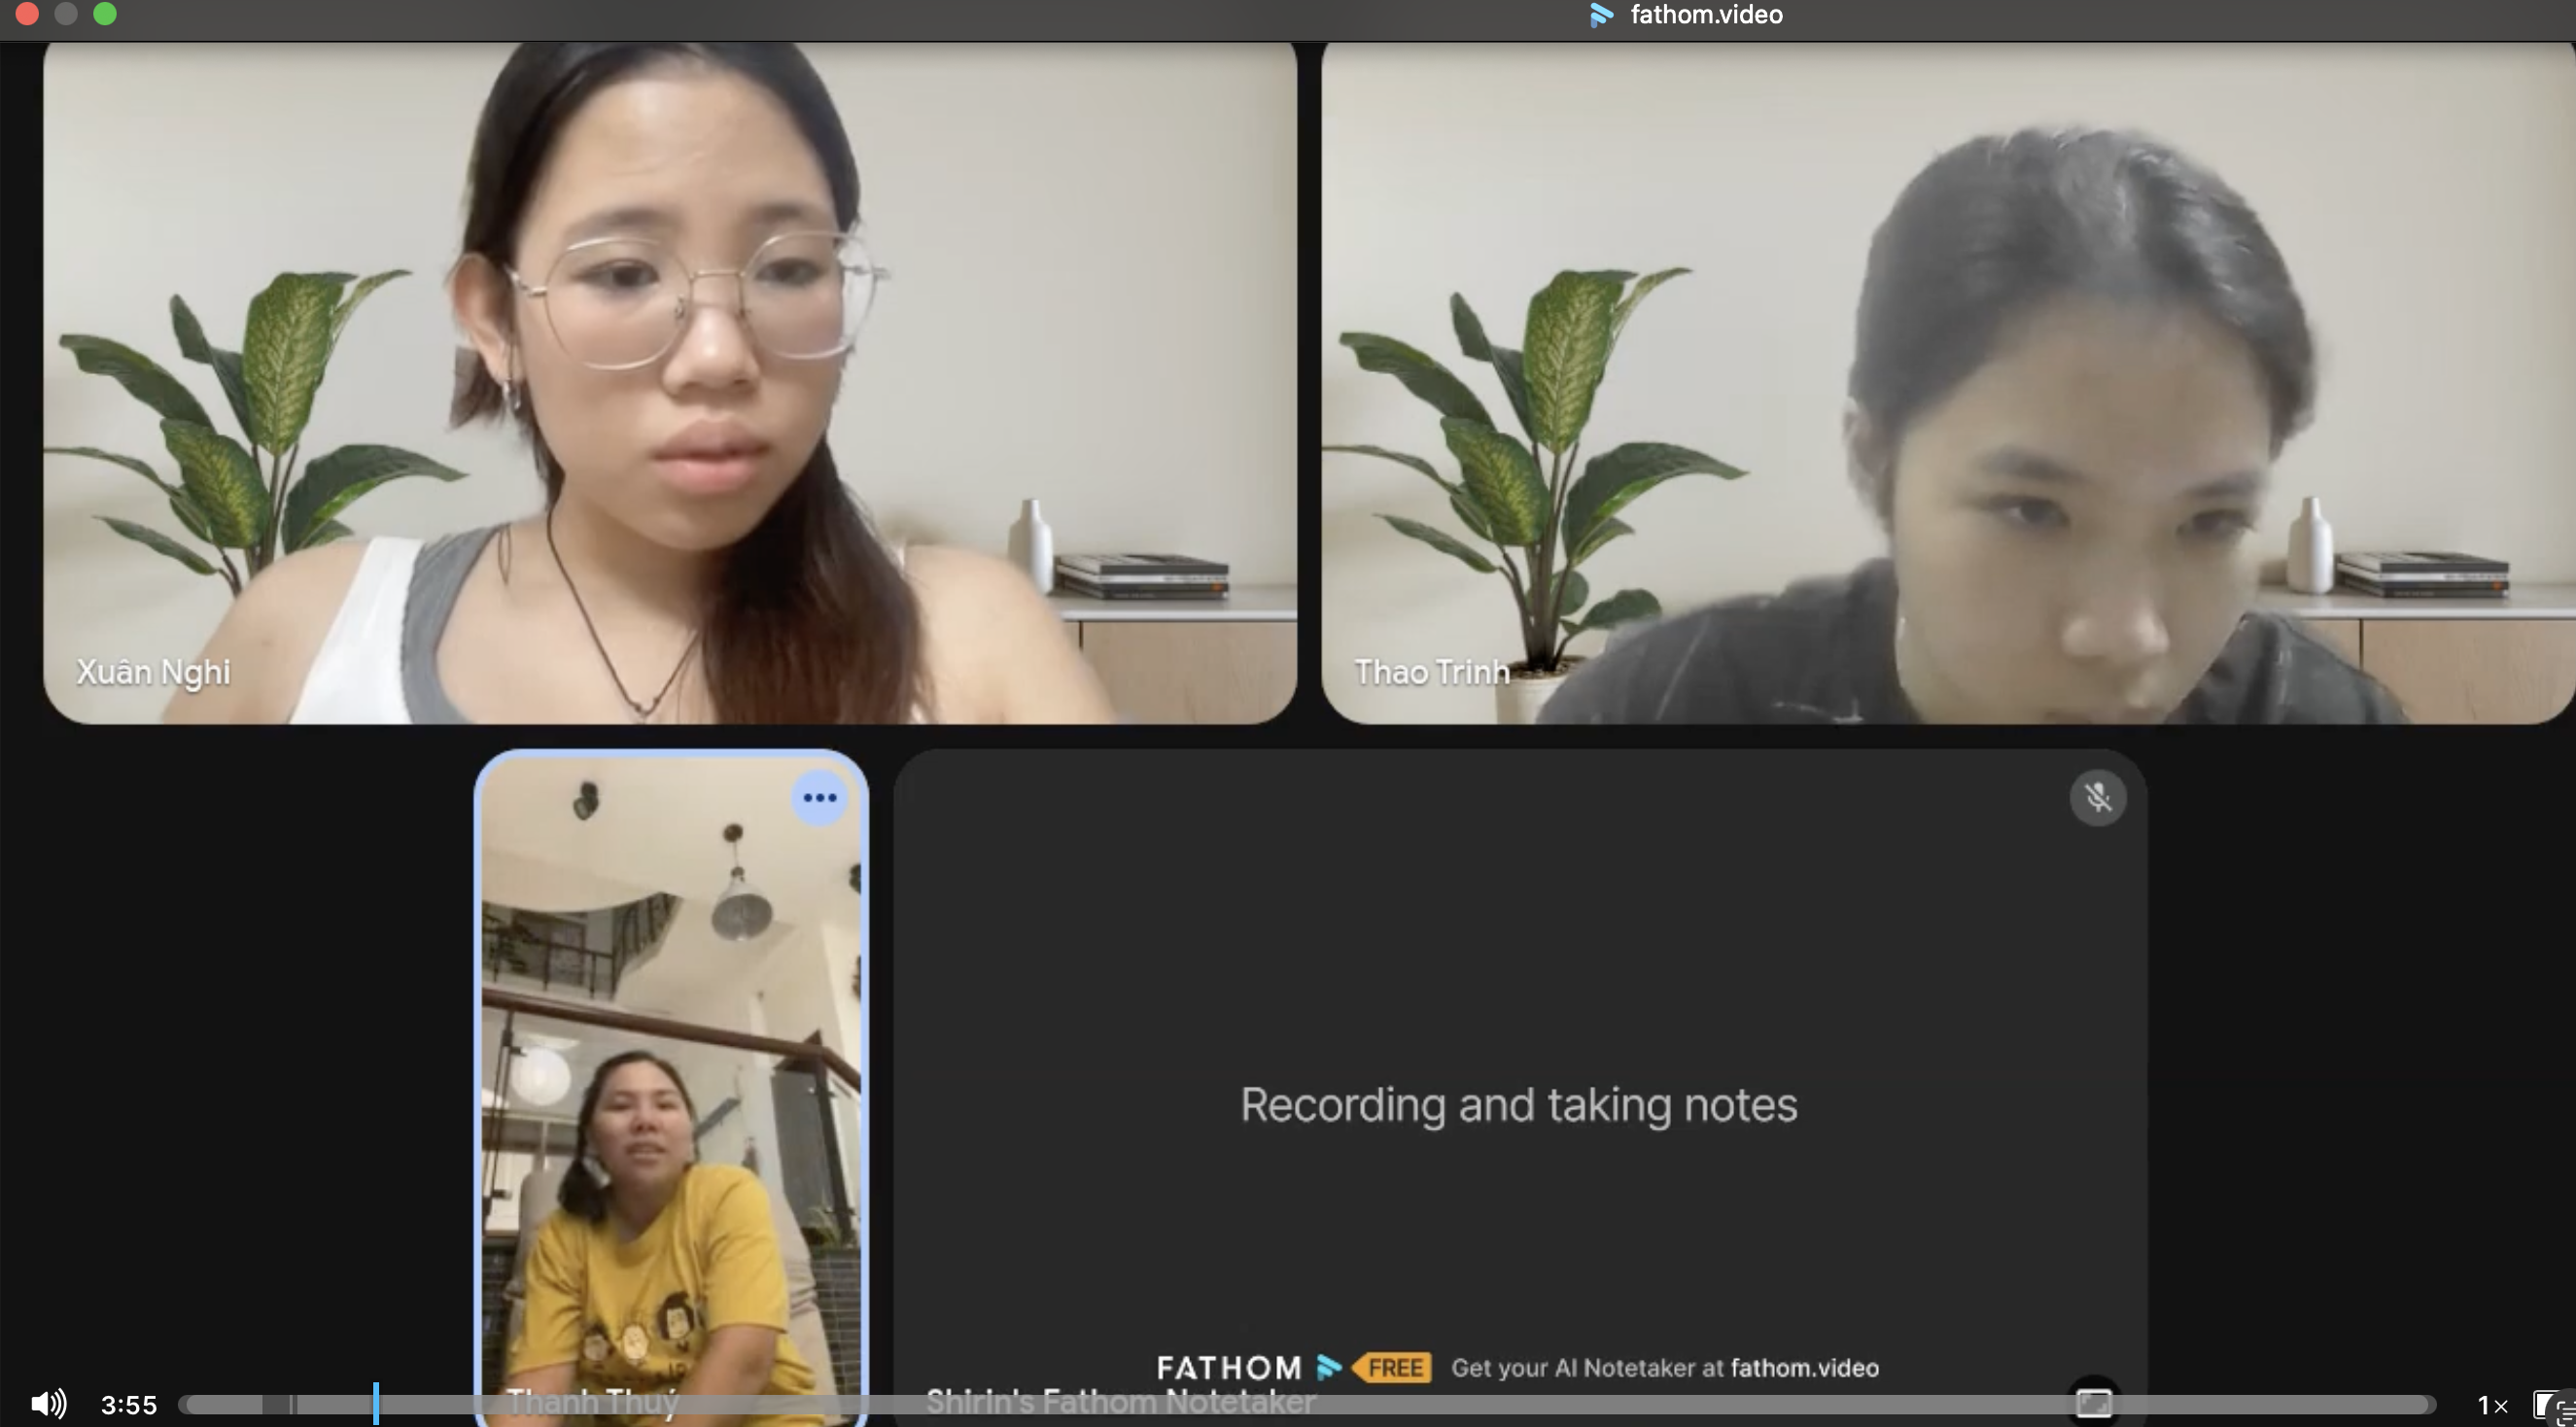 fathom.video
Xuân Nghi
Thao Trinh
Recording and taking notes
FATHOM FREE Get your AI Notetaker at fathom.video
Thanh Thuý
Shirin's Fathom Notetaker
3:55
1×